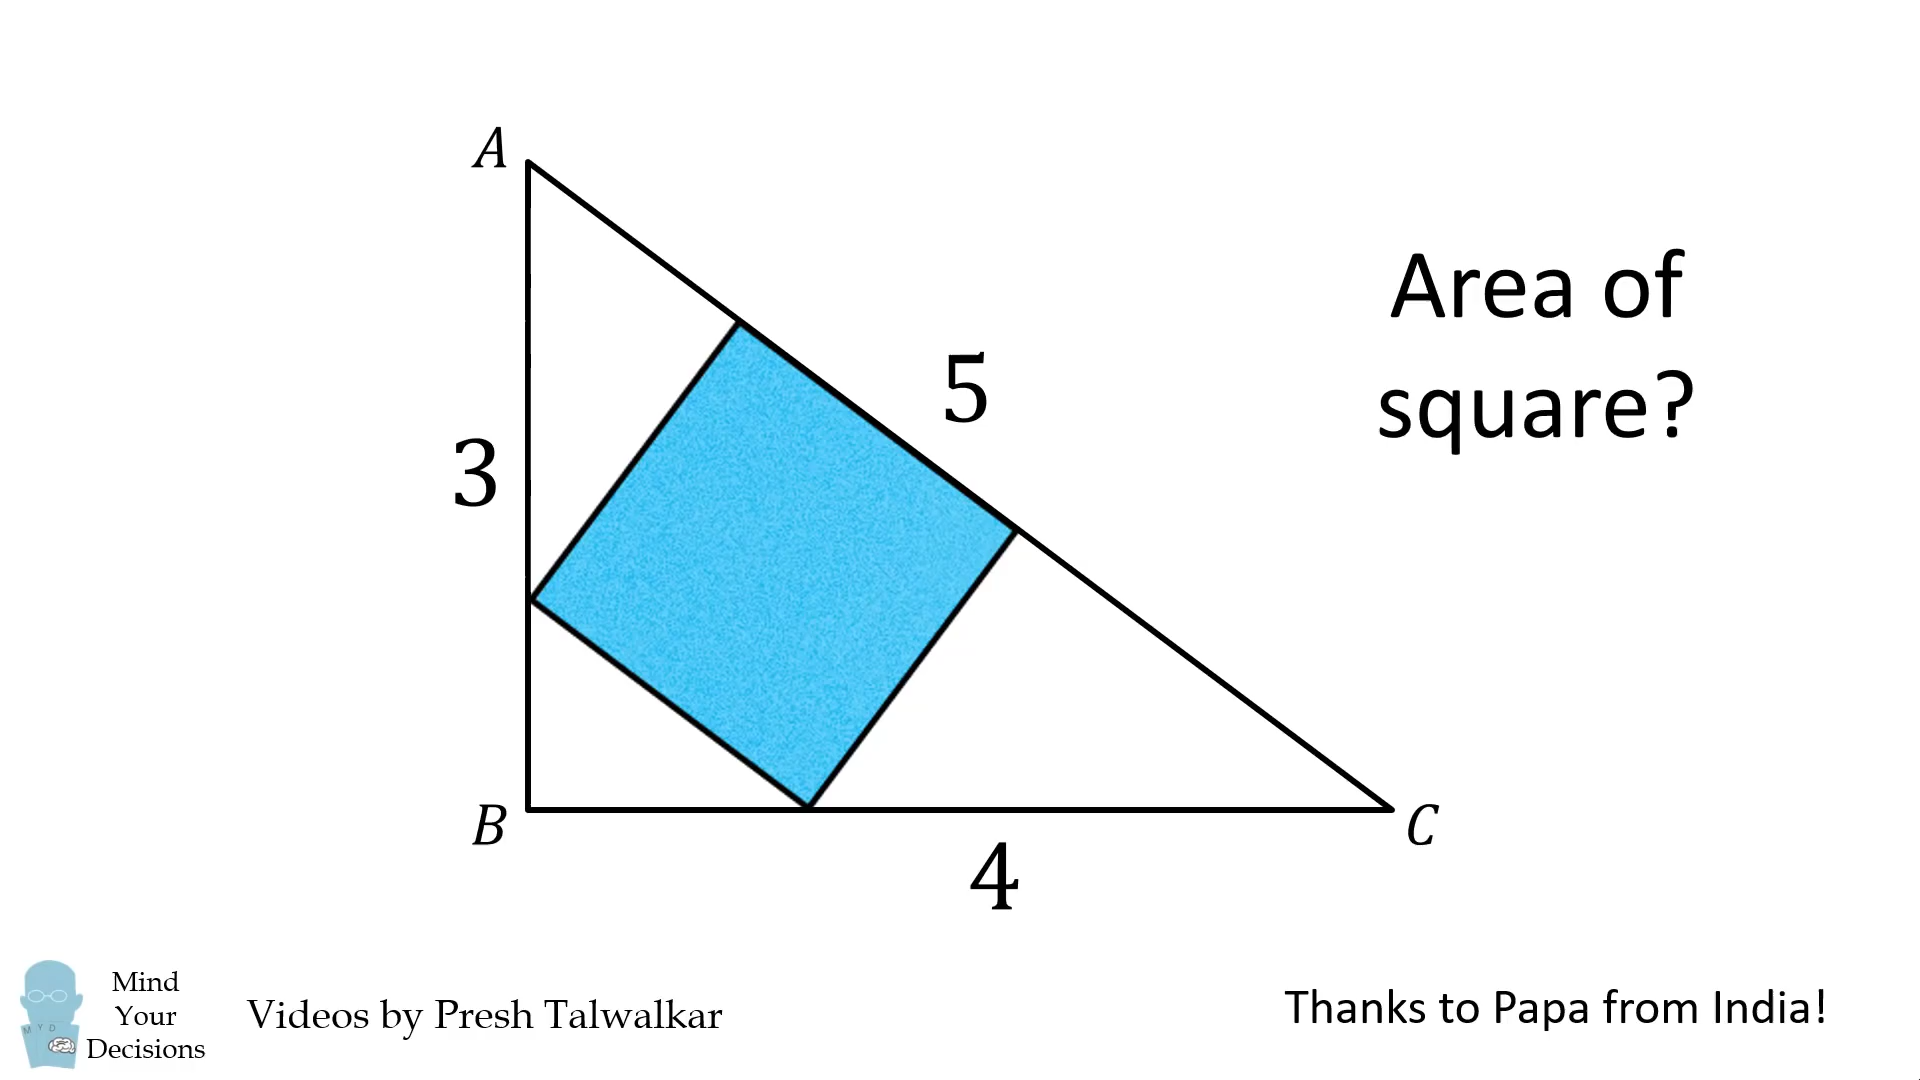 A
Area of
square?
5
3
B
C
4
Mind
Your
Decisions
M Y D
Videos by Presh Talwalkar
Thanks to Papa from India!